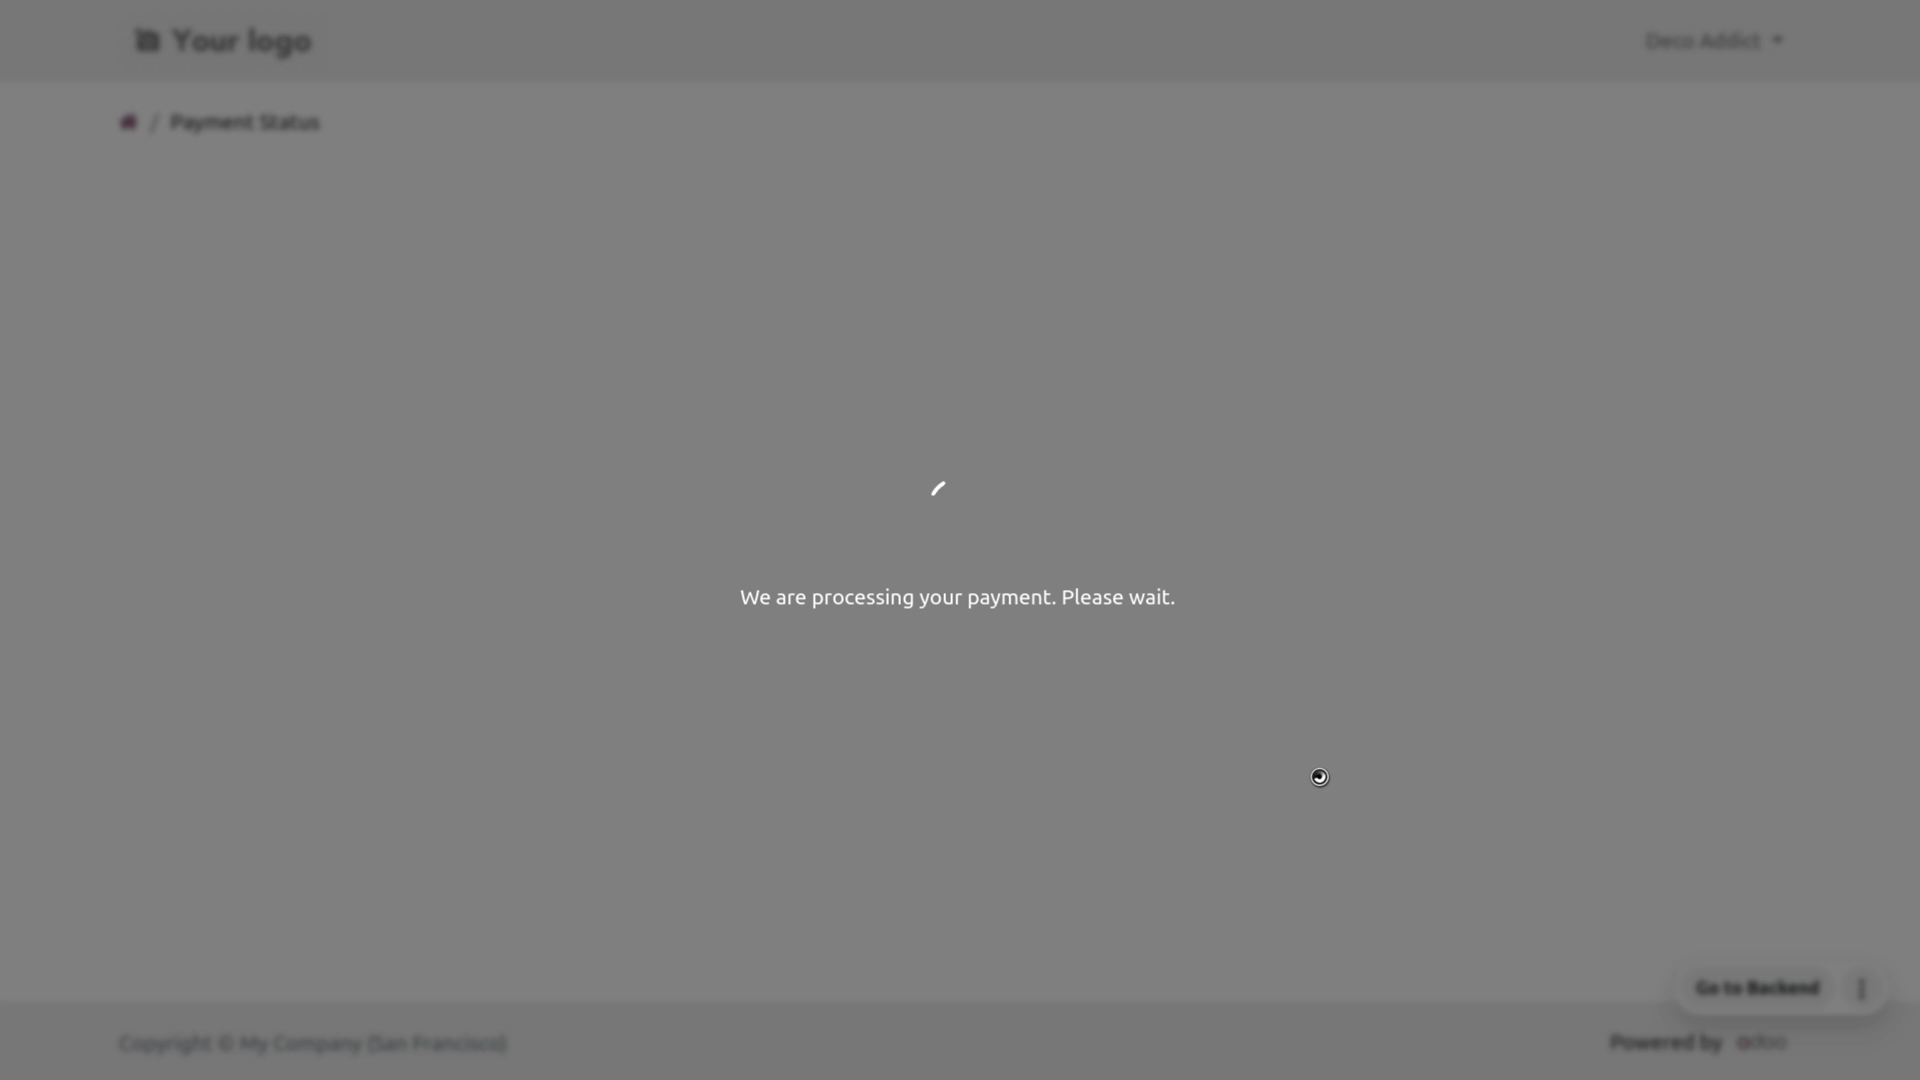 Your logo
Deco Addict
/ Payment Status
We are processing your payment. Please wait.
Go to Backend
Copyright © My Company (San Francisco)
Powered by odoo